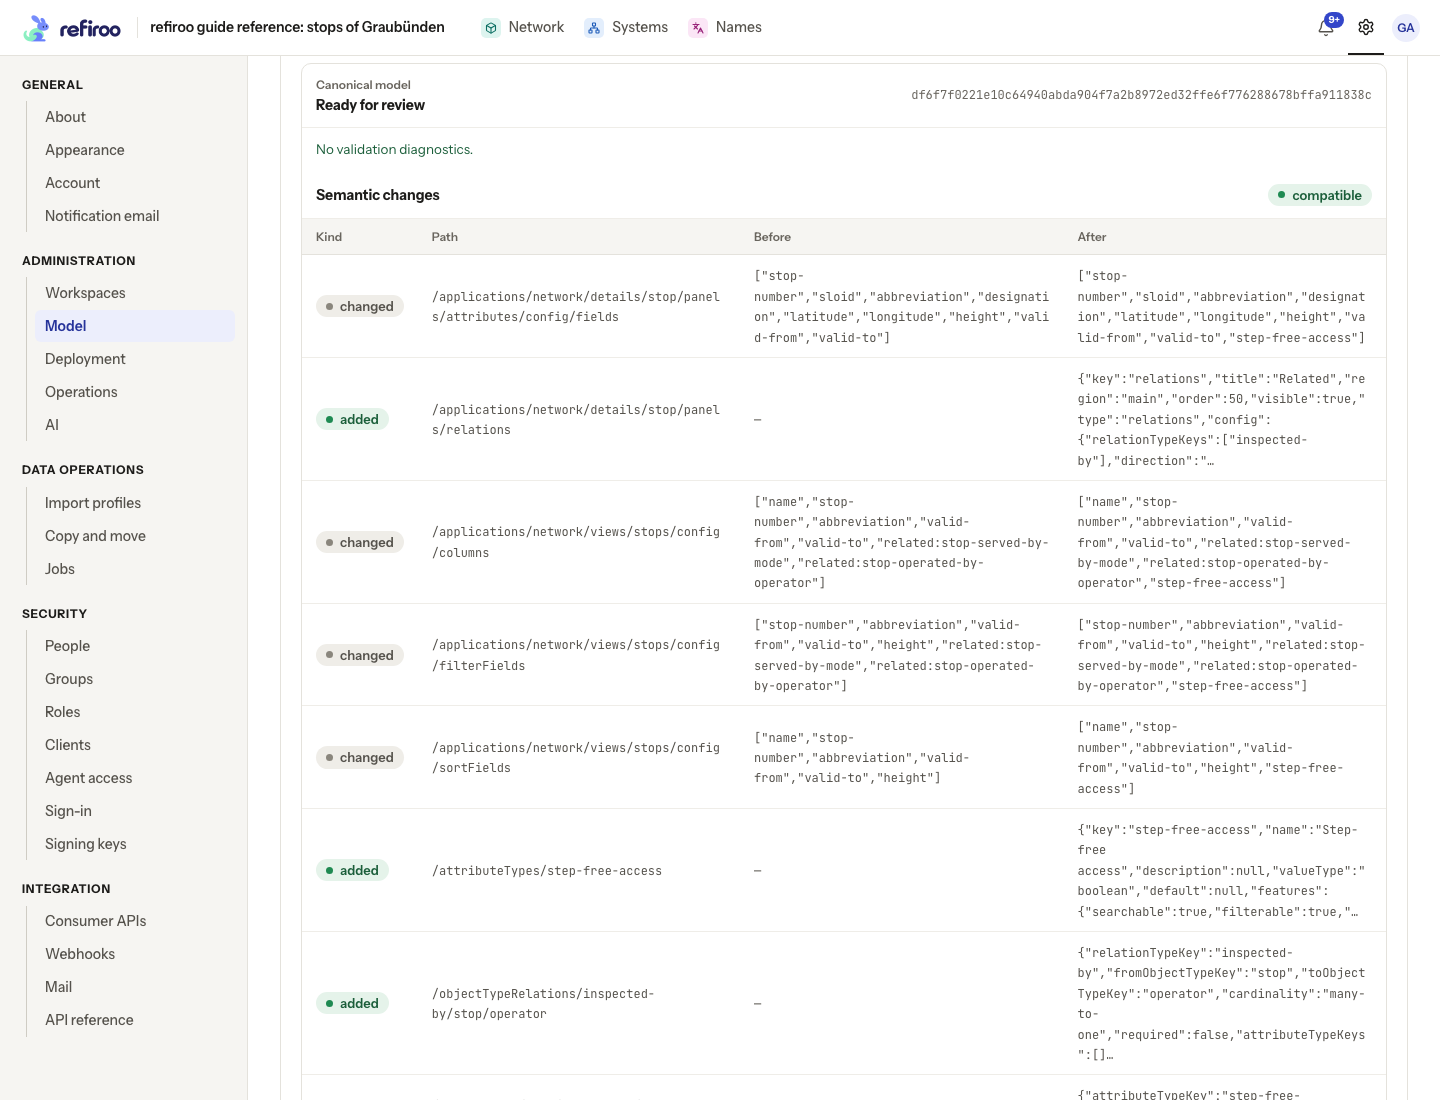 refiroo
refiroo guide reference: stops of Graubünden
Network
Systems
Names
9+
GA
GENERAL
About
Appearance
Account
Notification email
ADMINISTRATION
Workspaces
Model
Deployment
Operations
AI
DATA OPERATIONS
Import profiles
Copy and move
Jobs
SECURITY
People
Groups
Roles
Clients
Agent access
Sign-in
Signing keys
INTEGRATION
Consumer APIs
Webhooks
Mail
API reference
Canonical model
Ready for review
df6f7f0221e10c64940abda904f7a2b8972ed32ffe6f776288678bffa911838c
No validation diagnostics.
Semantic changes
compatible
Kind
Path
Before
After
changed
/applications/network/details/stop/panel
s/attributes/config/fields
["stop-
number","sloid","abbreviation","designati
on","latitude","longitude","height","vali
d-from","valid-to"]
["stop-
number","sloid","abbreviation","designat
ion","latitude","longitude","height","va
lid-from","valid-to","step-free-access"]
added
/applications/network/details/stop/panel
s/relations
—
{"key":"relations","title":"Related","re
gion":"main","order":50,"visible":true,"
type":"relations","config":
{"relationTypeKeys":["inspected-
by"],"direction":"…
changed
/applications/network/views/stops/config
/columns
["name","stop-
number","abbreviation","valid-
from","valid-to","related:stop-served-by-
mode","related:stop-operated-by-
operator"]
["name","stop-
number","abbreviation","valid-
from","valid-to","related:stop-served-
by-mode","related:stop-operated-by-
operator","step-free-access"]
changed
/applications/network/views/stops/config
/filterFields
["stop-number","abbreviation","valid-
from","valid-to","height","related:stop-
served-by-mode","related:stop-operated-
by-operator"]
["stop-number","abbreviation","valid-
from","valid-to","height","related:stop-
served-by-mode","related:stop-operated-
by-operator","step-free-access"]
changed
/applications/network/views/stops/config
/sortFields
["name","stop-
number","abbreviation","valid-
from","valid-to","height"]
["name","stop-
number","abbreviation","valid-
from","valid-to","height","step-free-
access"]
added
/attributeTypes/step-free-access
—
{"key":"step-free-access","name":"Step-
free
access","description":null,"valueType":"
boolean","default":null,"features":
{"searchable":true,"filterable":true,"…
added
/objectTypeRelations/inspected-
by/stop/operator
—
{"relationTypeKey":"inspected-
by","fromObjectTypeKey":"stop","toObject
TypeKey":"operator","cardinality":"many-
to-
one","required":false,"attributeTypeKeys
":[]…
{"attributeTypeKey":"step-free-